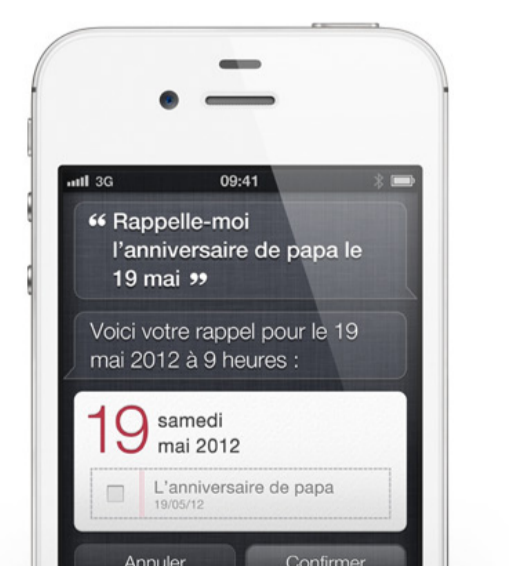 3G 09:41
“ Rappelle-moi
l'anniversaire de papa le
19 mai ”
Voici votre rappel pour le 19
mai 2012 à 9 heures :
19 samedi
mai 2012
L'anniversaire de papa
19/05/12
Annuler Confirmer